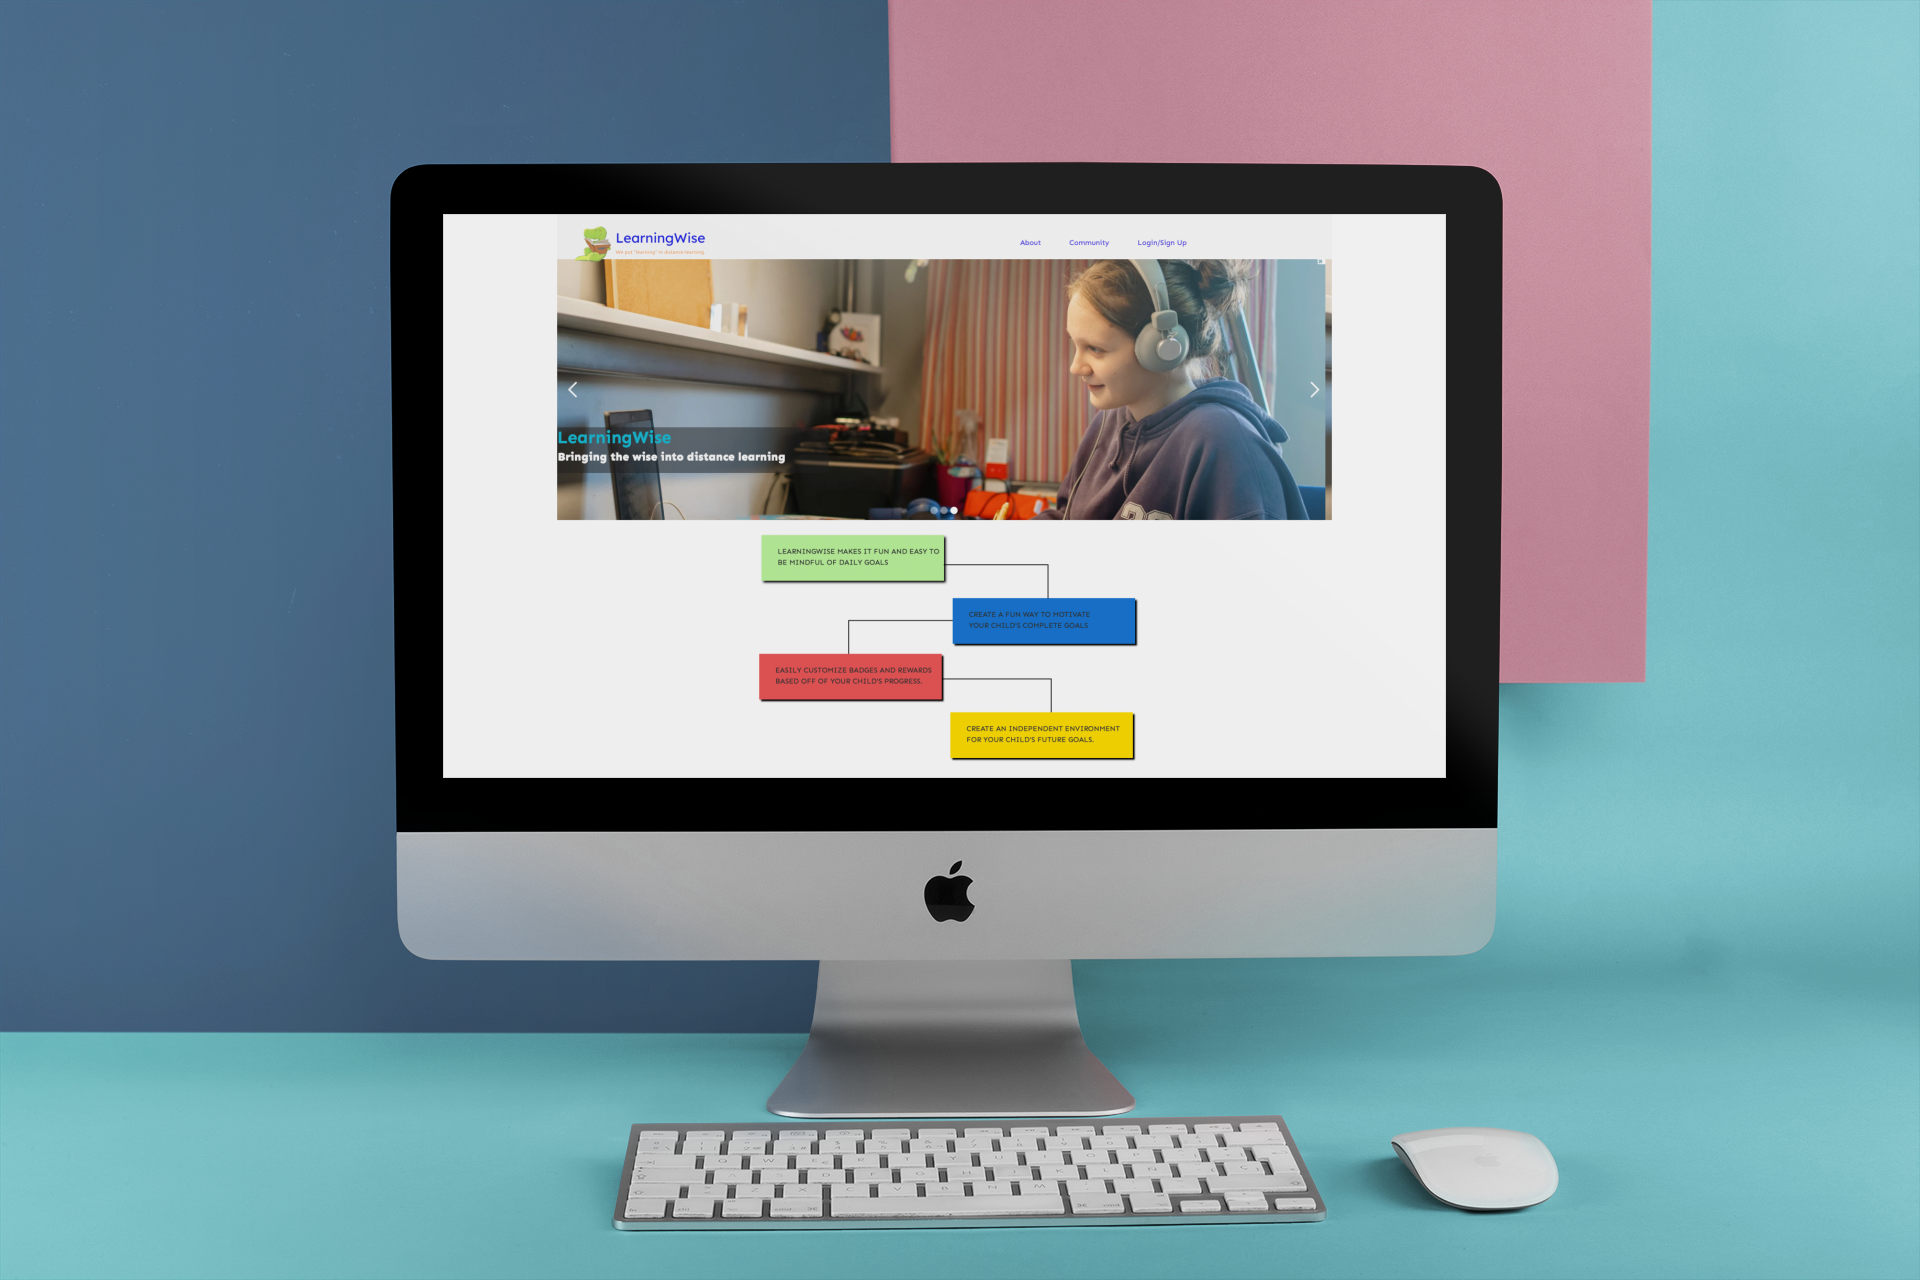 LearningWise
We put "learning" in distance learning.
About
Community
Login/Sign Up
LearningWise
Bringing the wise into distance learning
LEARNINGWISE MAKES IT FUN AND EASY TO
BE MINDFUL OF DAILY GOALS
CREATE A FUN WAY TO MOTIVATE
YOUR CHILD'S COMPLETE GOALS
EASILY CUSTOMIZE BADGES AND REWARDS
BASED OFF OF YOUR CHILD'S PROGRESS.
CREATE AN INDEPENDENT ENVIRONMENT
FOR YOUR CHILD'S FUTURE GOALS.